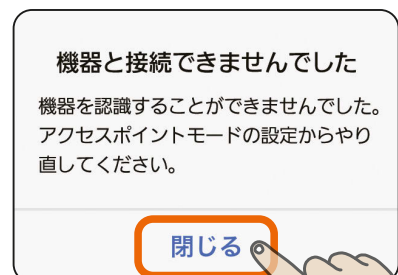 機器と接続できませんでした
機器を認識することができませんでした。
アクセスポイントモードの設定からやり
直してください。
閉じる